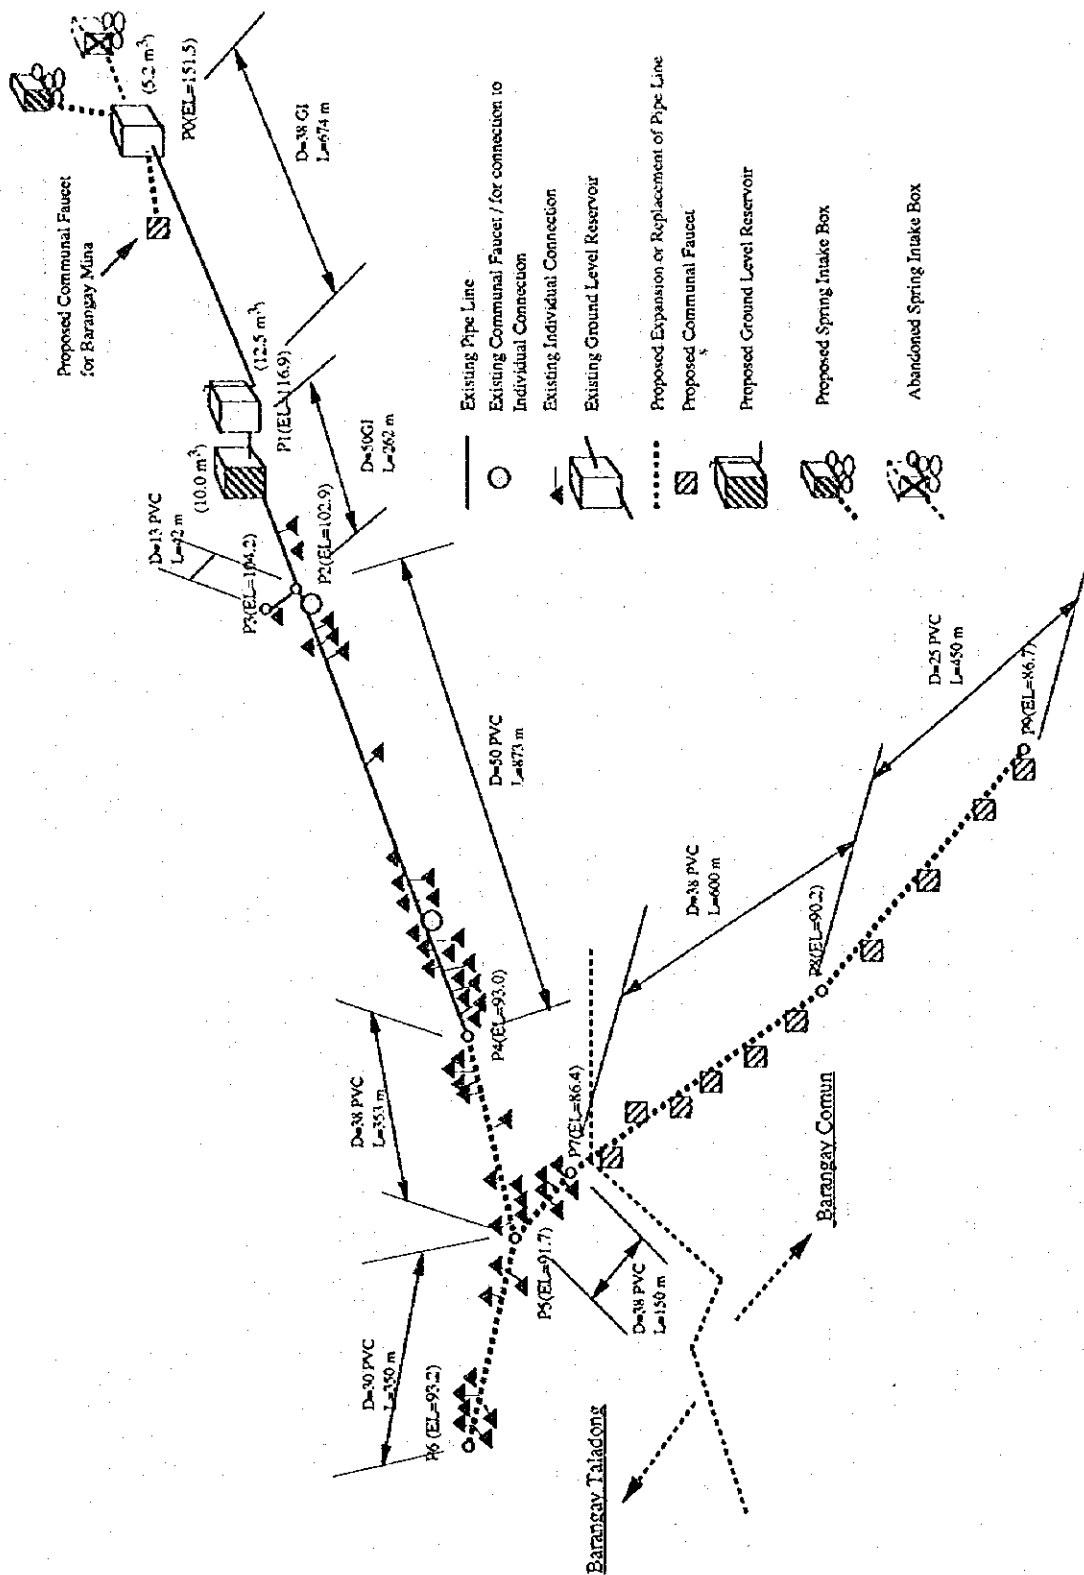 Proposed Communal Faucet
for Barangay Mina
(5.2 m³)
P0(EL=151.5)
D=38 GI
L=674 m
(12.5 m³)
P1(EL=116.9)
(10.0 m³)
D=50GI
L=262 m
D=13 PVC
L=42 m
P3(EL=104.2)
P2(EL=102.9)
D=50 PVC
L=873 m
P4(EL=93.0)
D=38 PVC
L=353 m
P5(EL=91.7)
D=30 PVC
L=350 m
P6 (EL=93.2)
D=38 PVC
L=150 m
P7(EL=86.4)
D=38 PVC
L=600 m
P8(EL=90.2)
D=25 PVC
L=450 m
P9(EL=86.7)
Barangay Taladong
Barangay Comun
Existing Pipe Line
Existing Communal Faucet / for connection to
Individual Connection
Existing Individual Connection
Existing Ground Level Reservoir
Proposed Expansion or Replacement of Pipe Line
Proposed Communal Faucet
s
Proposed Ground Level Reservoir
Proposed Spring Intake Box
Abandoned Spring Intake Box